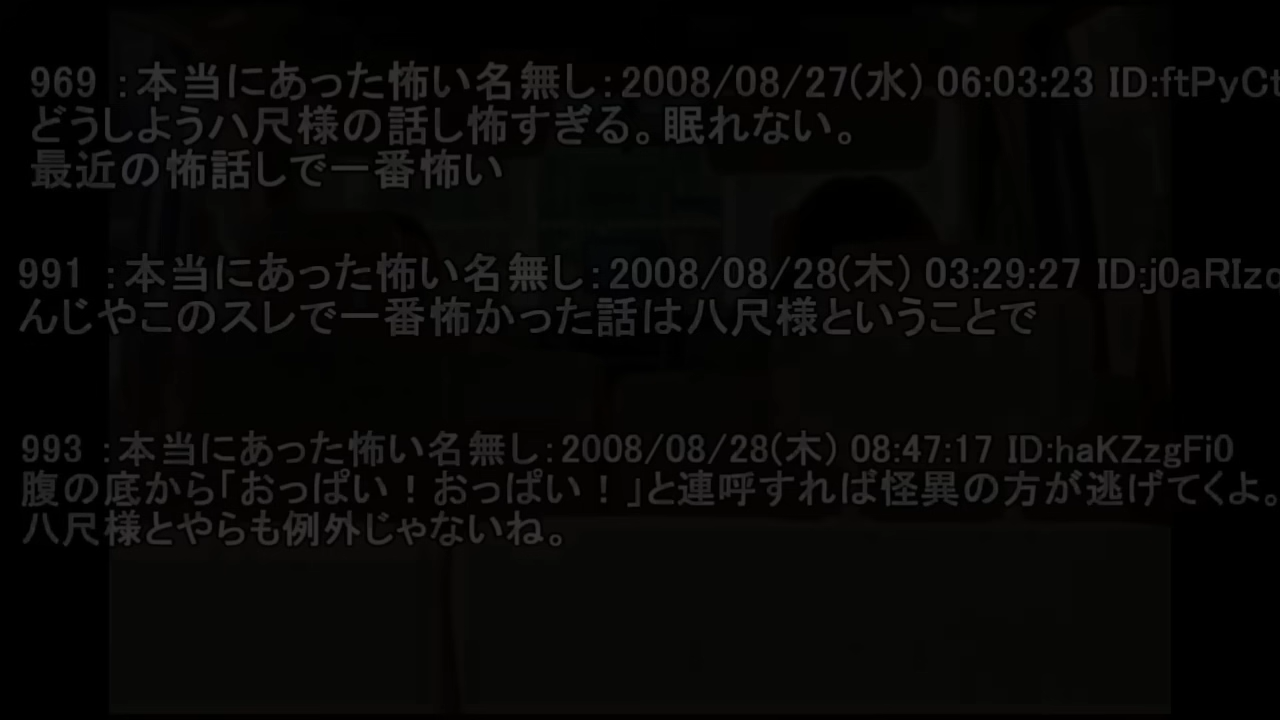 969 :本当にあった怖い名無し:2008/08/27(水) 06:03:23 ID:ftPyCt
どうしよう八尺様の話し怖すぎる。眠れない。
最近の怖話しで一番怖い
991 :本当にあった怖い名無し:2008/08/28(木) 03:29:27 ID:j0aRIzc
んじやこのスレで一番怖かった話は八尺様ということで
993 :本当にあった怖い名無し:2008/08/28(木) 08:47:17 ID:haKZzgFi0
腹の底から「おっぱい！おっぱい！」と連呼すれば怪異の方が逃げてくよ。
八尺様とやらも例外じゃないね。